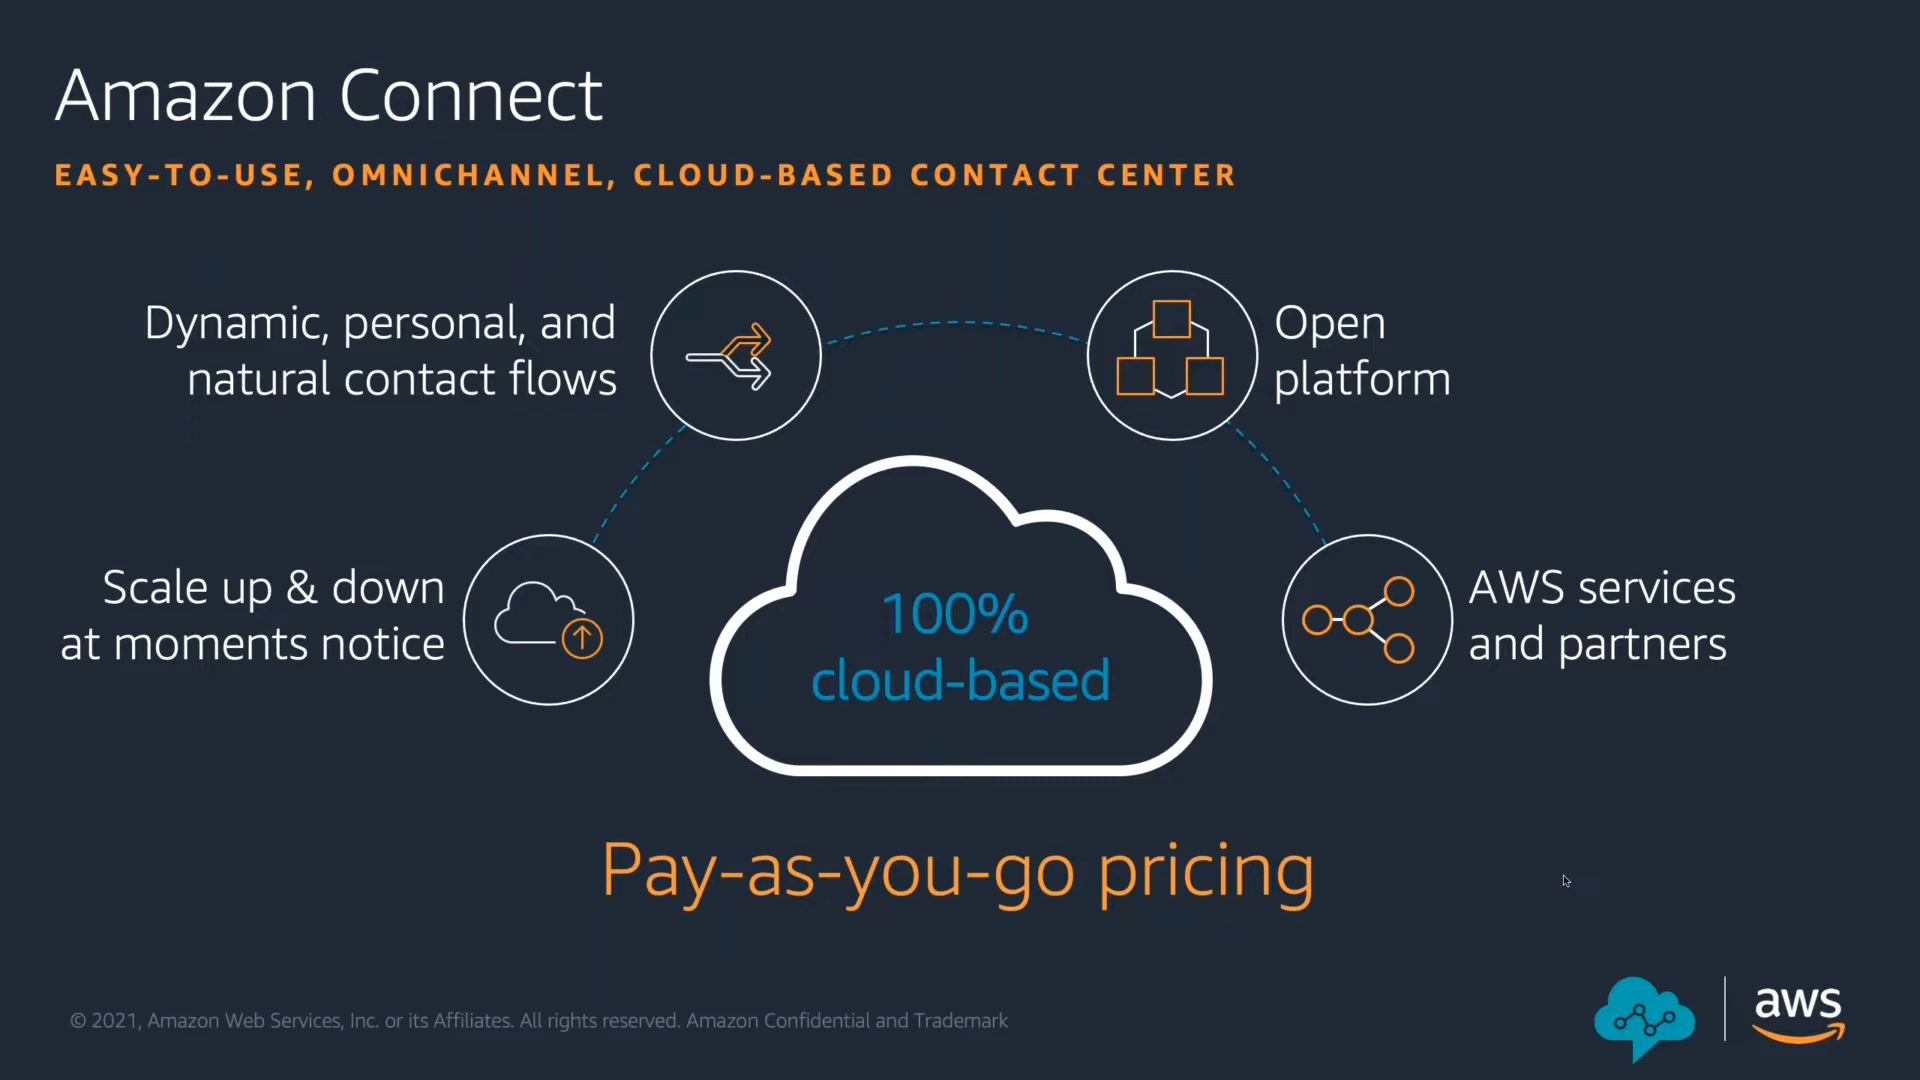 Amazon Connect
EASY-TO-USE, OMNICHANNEL, CLOUD-BASED CONTACT CENTER
Dynamic, personal, and
natural contact flows
Open
platform
Scale up & down
at moments notice
100%
cloud-based
AWS services
and partners
Pay-as-you-go pricing
© 2021, Amazon Web Services, Inc. or its Affiliates. All rights reserved. Amazon Confidential and Trademark
aws